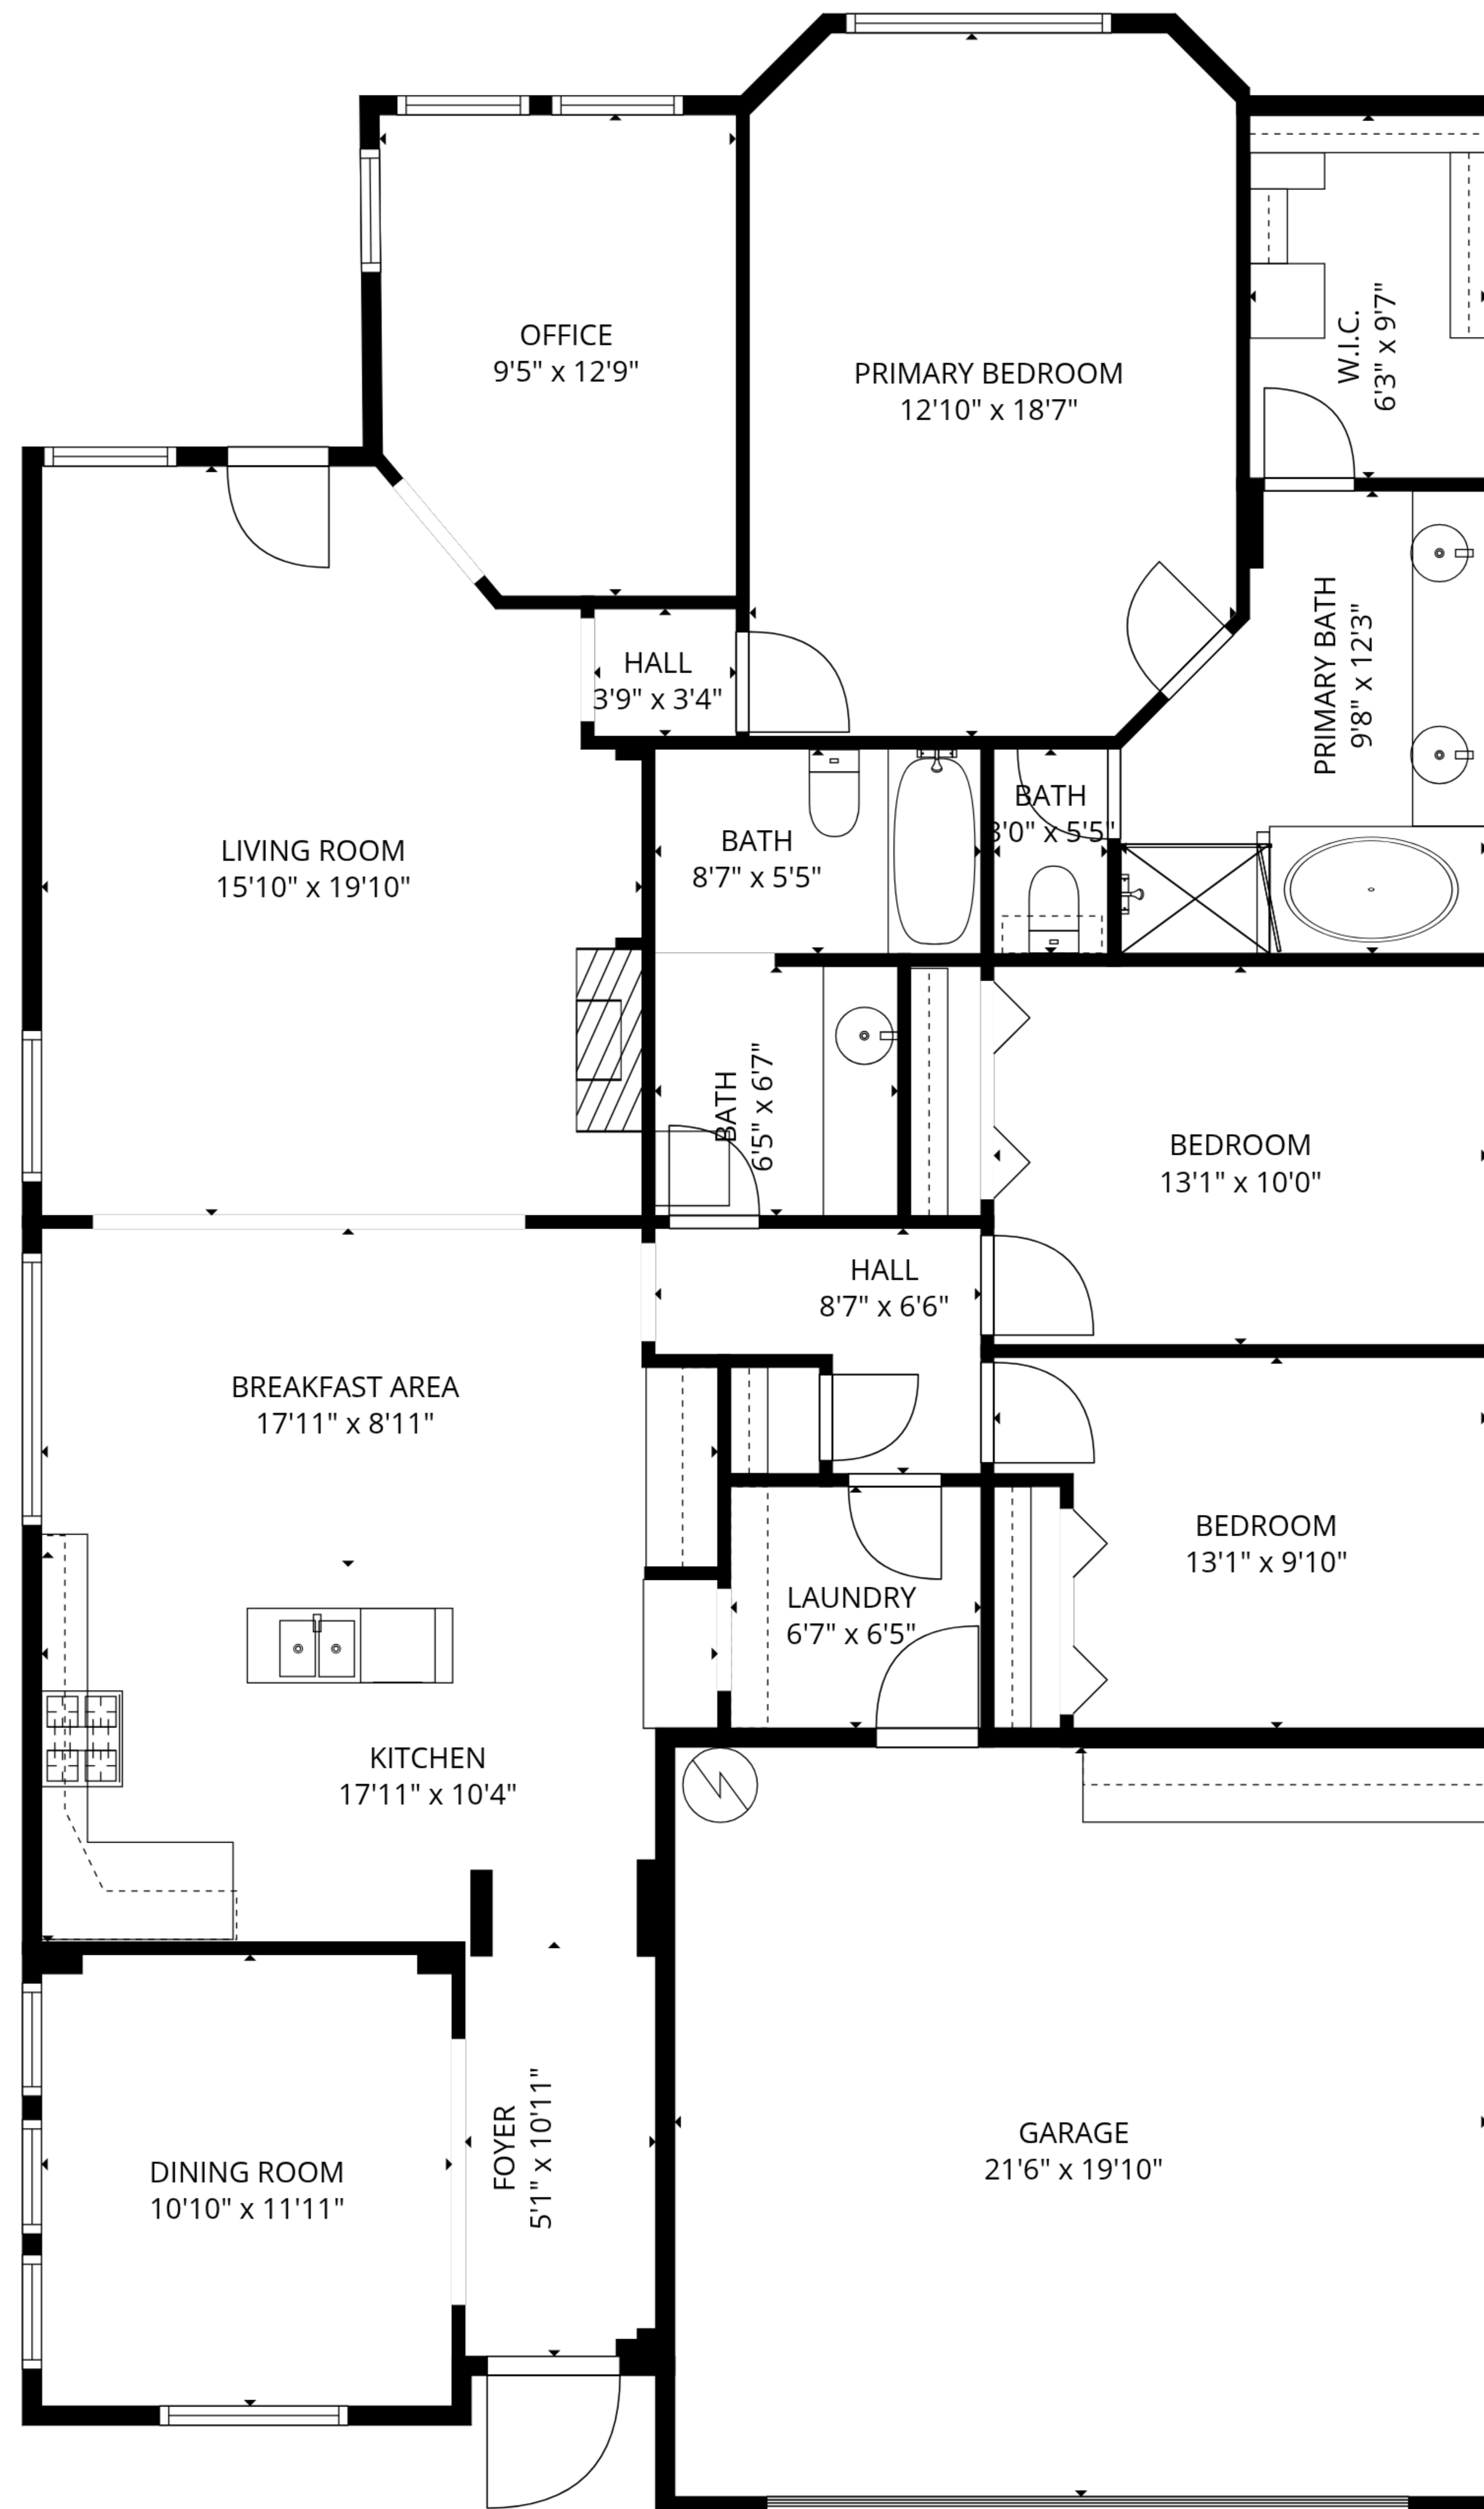 OFFICE
9'5" x 12'9"
PRIMARY BEDROOM
12'10" x 18'7"
W.I.C.
6'3" x 9'7"
PRIMARY BATH
9'8" x 12'3"
HALL
3'9" x 3'4"
LIVING ROOM
15'10" x 19'10"
BATH
8'7" x 5'5"
BATH
3'0" x 5'5"
BATH
6'5" x 6'7"
BEDROOM
13'1" x 10'0"
HALL
8'7" x 6'6"
BREAKFAST AREA
17'11" x 8'11"
BEDROOM
13'1" x 9'10"
LAUNDRY
6'7" x 6'5"
KITCHEN
17'11" x 10'4"
FOYER
5'1" x 10'11"
GARAGE
21'6" x 19'10"
DINING ROOM
10'10" x 11'11"